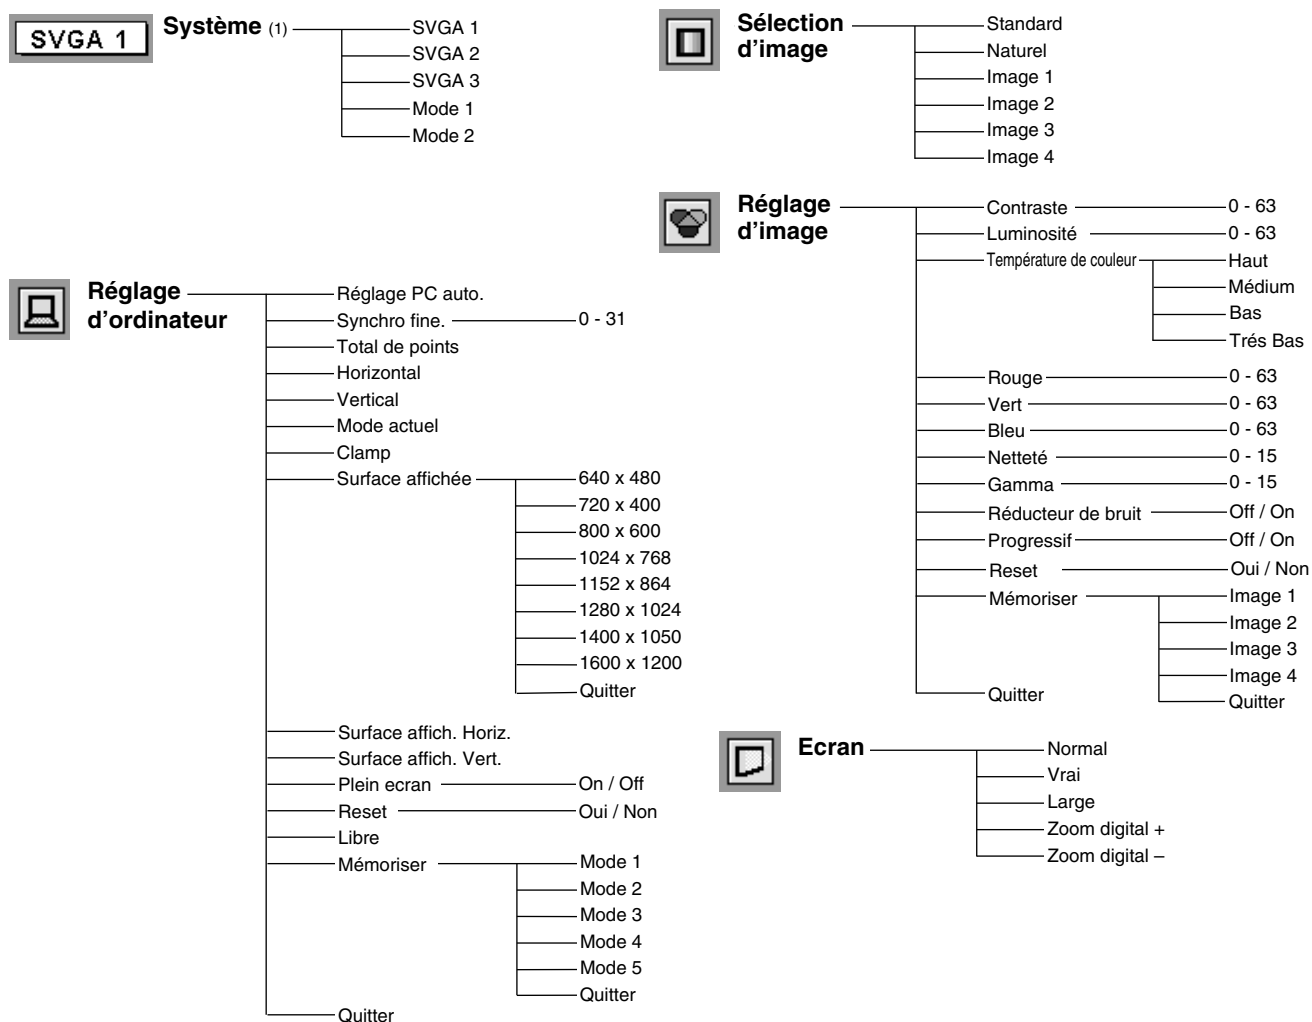 SVGA 1
Système (1)
SVGA 1
SVGA 2
SVGA 3
Mode 1
Mode 2
Réglage
d’ordinateur
Réglage PC auto.
Synchro fine. 0 - 31
Total de points
Horizontal
Vertical
Mode actuel
Clamp
Surface affichée 640 x 480
720 x 400
800 x 600
1024 x 768
1152 x 864
1280 x 1024
1400 x 1050
1600 x 1200
Quitter
Surface affich. Horiz.
Surface affich. Vert.
Plein ecran On / Off
Reset Oui / Non
Libre
Mémoriser Mode 1
Mode 2
Mode 3
Mode 4
Mode 5
Quitter
Quitter
Sélection
d’image
Standard
Naturel
Image 1
Image 2
Image 3
Image 4
Réglage
d’image
Contraste 0 - 63
Luminosité 0 - 63
Température de couleur Haut
Médium
Bas
Trés Bas
Rouge 0 - 63
Vert 0 - 63
Bleu 0 - 63
Netteté 0 - 15
Gamma 0 - 15
Réducteur de bruit Off / On
Progressif Off / On
Reset Oui / Non
Mémoriser Image 1
Image 2
Image 3
Image 4
Quitter
Quitter
Ecran
Normal
Vrai
Large
Zoom digital +
Zoom digital –